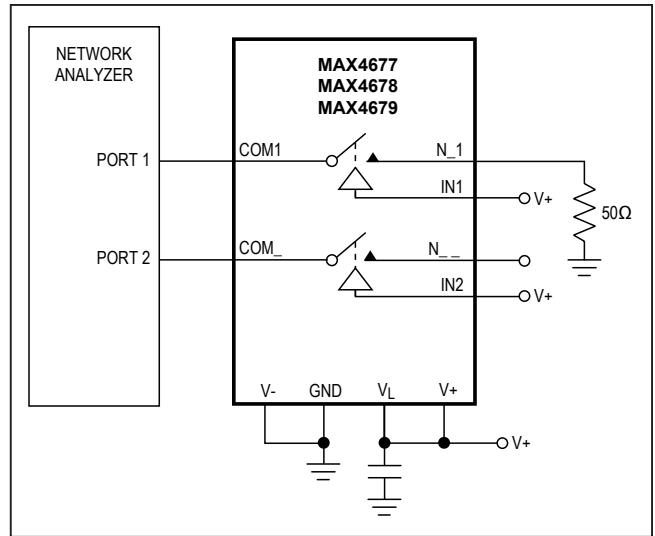 NETWORK
ANALYZER
MAX4677
MAX4678
MAX4679
PORT 1
COM1
N_1
IN1
V+
50Ω
PORT 2
COM_
N_ _
IN2
V+
V-
GND
VL
V+
V+